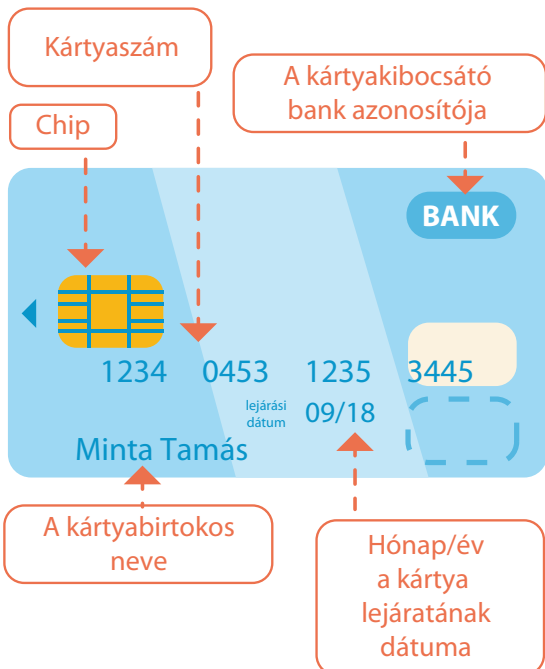 Kártyaszám
A kártyakibocsátó
bank azonosítója
Chip
BANK
1234 0453 1235 3445
lejárási
dátum
09/18
Minta Tamás
A kártyabirtokos
neve
Hónap/év
a kártya
lejáratának
dátuma